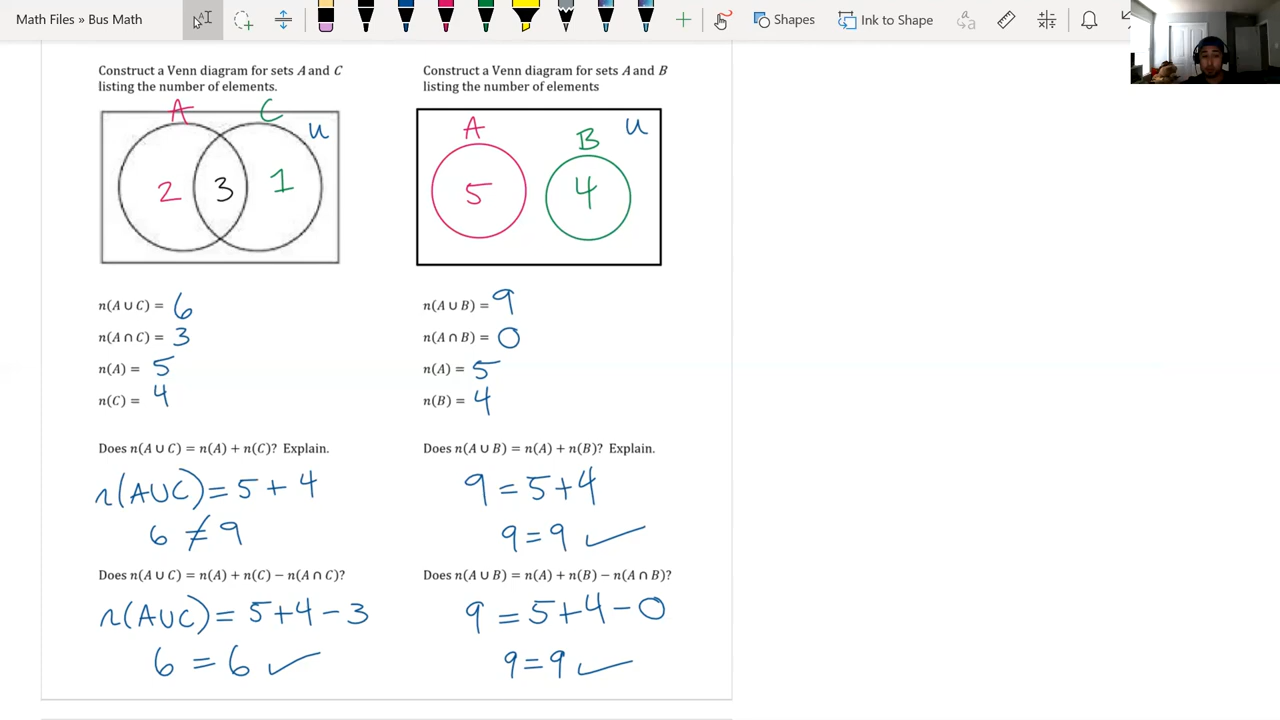 Math Files » Bus Math
Shapes
Ink to Shape
Construct a Venn diagram for sets A and C
listing the number of elements.
A
C
U
2
3
1
n(A ∪ C) = 6
n(A ∩ C) = 3
n(A) = 5
n(C) = 4
Does n(A ∪ C) = n(A) + n(C)? Explain.
n(A∪C) = 5 + 4
6 ≠ 9
Does n(A ∪ C) = n(A) + n(C) − n(A ∩ C)?
n(A∪C) = 5+4−3
6 = 6 ✓
Construct a Venn diagram for sets A and B
listing the number of elements
A
B
U
5
4
n(A ∪ B) = 9
n(A ∩ B) = 0
n(A) = 5
n(B) = 4
Does n(A ∪ B) = n(A) + n(B)? Explain.
9 = 5+4
9 = 9 ✓
Does n(A ∪ B) = n(A) + n(B) − n(A ∩ B)?
9 = 5+4−0
9 = 9 ✓